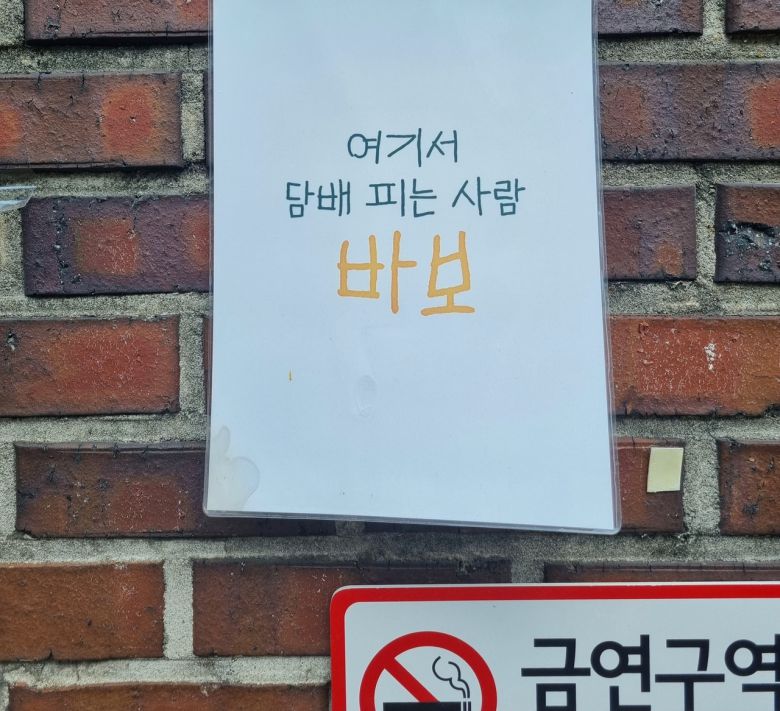 여기서
담배 피는 사람
바보
금연구역